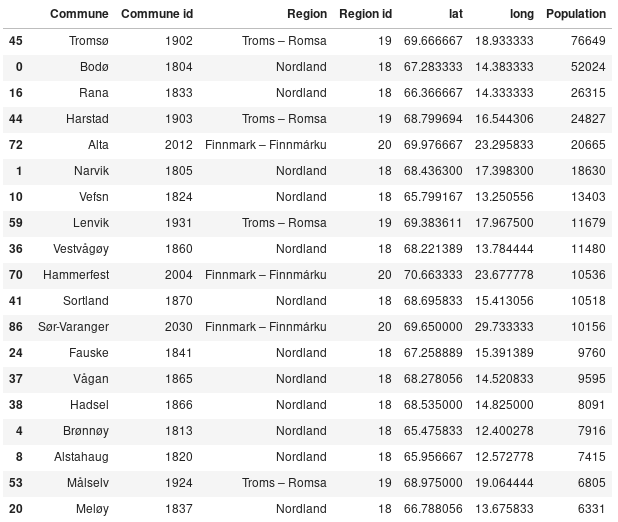 Commune Commune id Region Region id lat long Population
45 Tromsø 1902 Troms – Romsa 19 69.666667 18.933333 76649
0 Bodø 1804 Nordland 18 67.283333 14.383333 52024
16 Rana 1833 Nordland 18 66.366667 14.333333 26315
44 Harstad 1903 Troms – Romsa 19 68.799694 16.544306 24827
72 Alta 2012 Finnmark – Finnmárku 20 69.976667 23.295833 20665
1 Narvik 1805 Nordland 18 68.436300 17.398300 18630
10 Vefsn 1824 Nordland 18 65.799167 13.250556 13403
59 Lenvik 1931 Troms – Romsa 19 69.383611 17.967500 11679
36 Vestvågøy 1860 Nordland 18 68.221389 13.784444 11480
70 Hammerfest 2004 Finnmark – Finnmárku 20 70.663333 23.677778 10536
41 Sortland 1870 Nordland 18 68.695833 15.413056 10518
86 Sør-Varanger 2030 Finnmark – Finnmárku 20 69.650000 29.733333 10156
24 Fauske 1841 Nordland 18 67.258889 15.391389 9760
37 Vågan 1865 Nordland 18 68.278056 14.520833 9595
38 Hadsel 1866 Nordland 18 68.535000 14.825000 8091
4 Brønnøy 1813 Nordland 18 65.475833 12.400278 7916
8 Alstahaug 1820 Nordland 18 65.956667 12.572778 7415
53 Målselv 1924 Troms – Romsa 19 68.975000 19.064444 6805
20 Meløy 1837 Nordland 18 66.788056 13.675833 6331